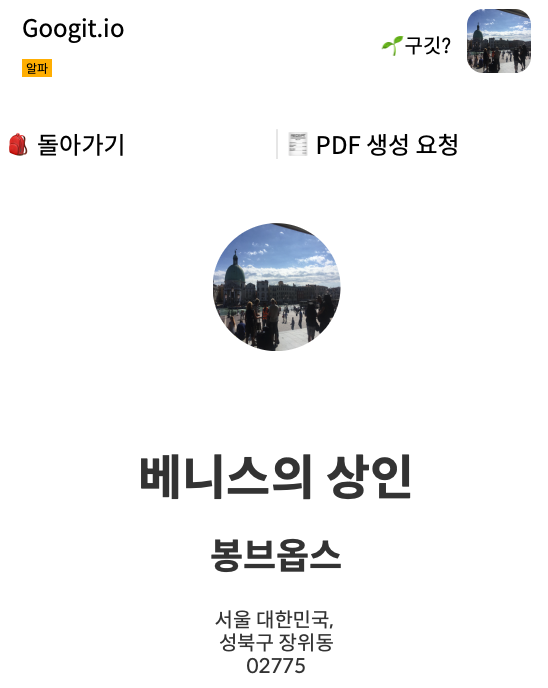 Googit.io
알파
🌱구깃?
🎒 돌아가기
🧾 PDF 생성 요청
베니스의 상인
봉브옵스
서울 대한민국,
성북구 장위동
02775